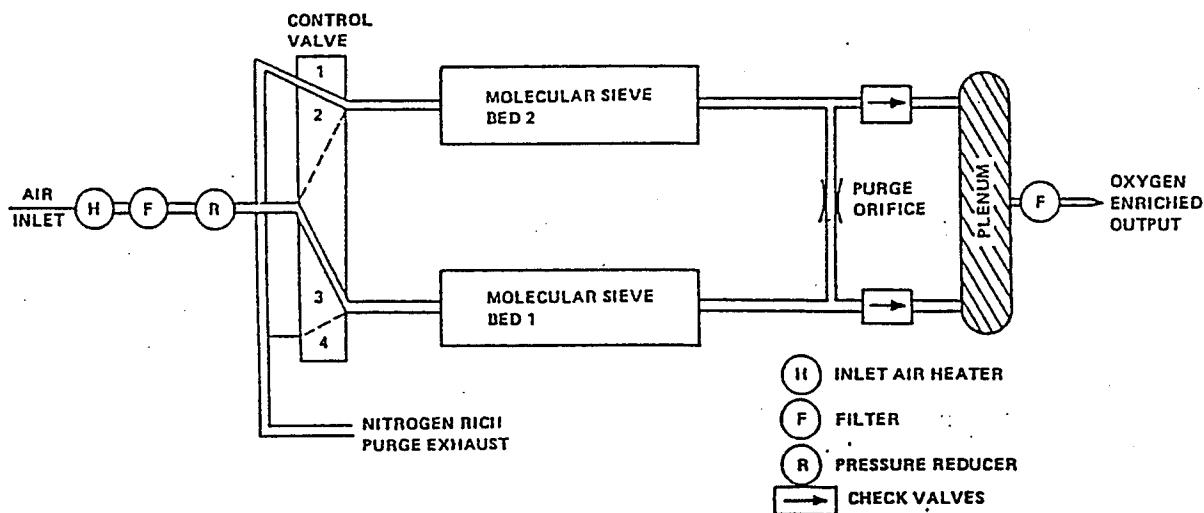 CONTROL
VALVE
1
2
3
4
MOLECULAR SIEVE
BED 2
AIR
INLET
H
F
R
PURGE
ORIFICE
PLENUM
F
OXYGEN
ENRICHED
OUTPUT
MOLECULAR SIEVE
BED 1
NITROGEN RICH
PURGE EXHAUST
H INLET AIR HEATER
F FILTER
R PRESSURE REDUCER
CHECK VALVES